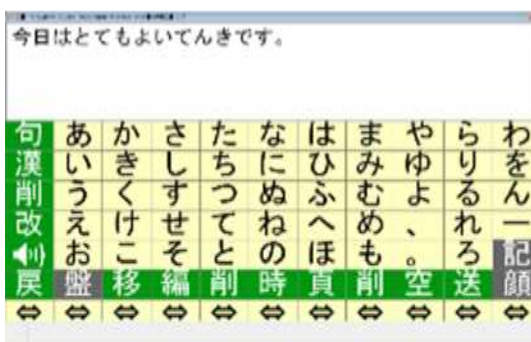 今日はとてもよいてんきです。
句 あ か さ た な は ま や ら わ
漢 い き し ち に ひ み ゆ り を
削 う く す つ ぬ ふ む よ る ん
改 え け せ て ね へ め 、 れ ー
お こ そ と の ほ も 。 ろ 記
戻 盤 移 編 削 時 頁 削 空 送 顔